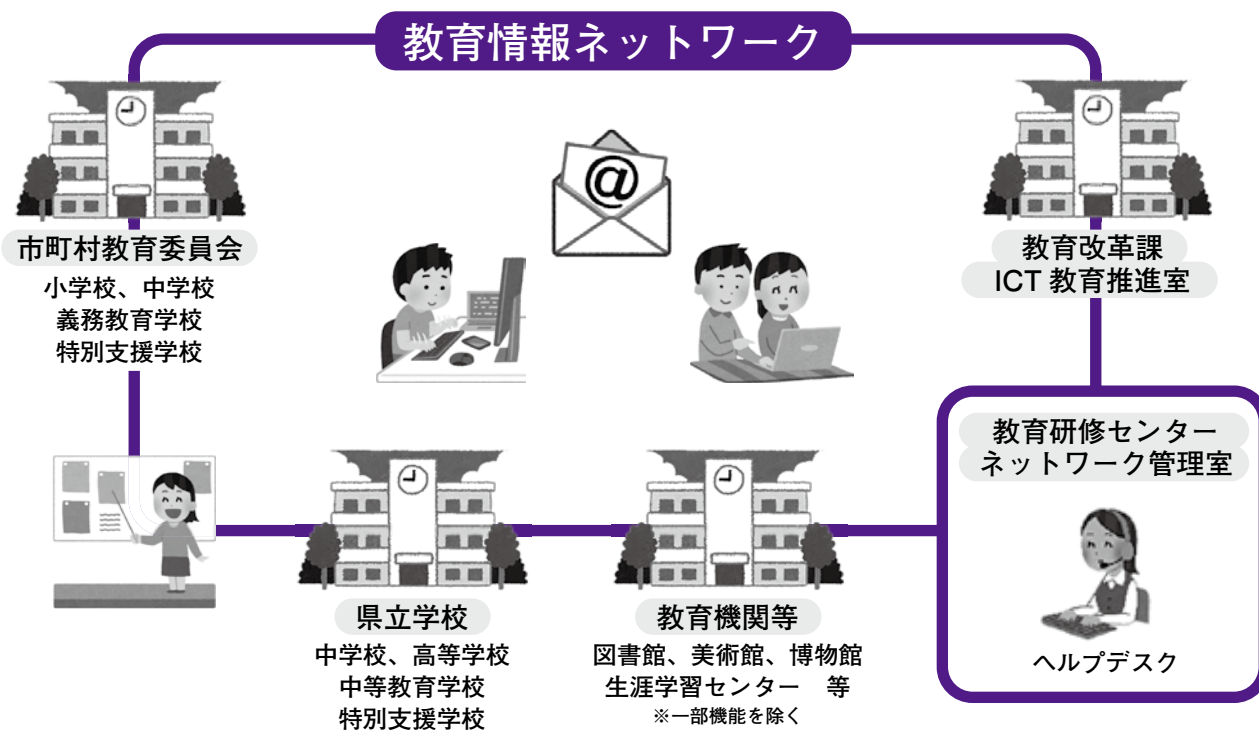 教育情報ネットワーク
市町村教育委員会
小学校、中学校
義務教育学校
特別支援学校
@
教育改革課
ICT 教育推進室
教育研修センター
ネットワーク管理室
ヘルプデスク
県立学校
中学校、高等学校
中等教育学校
特別支援学校
教育機関等
図書館、美術館、博物館
生涯学習センター　等
※一部機能を除く